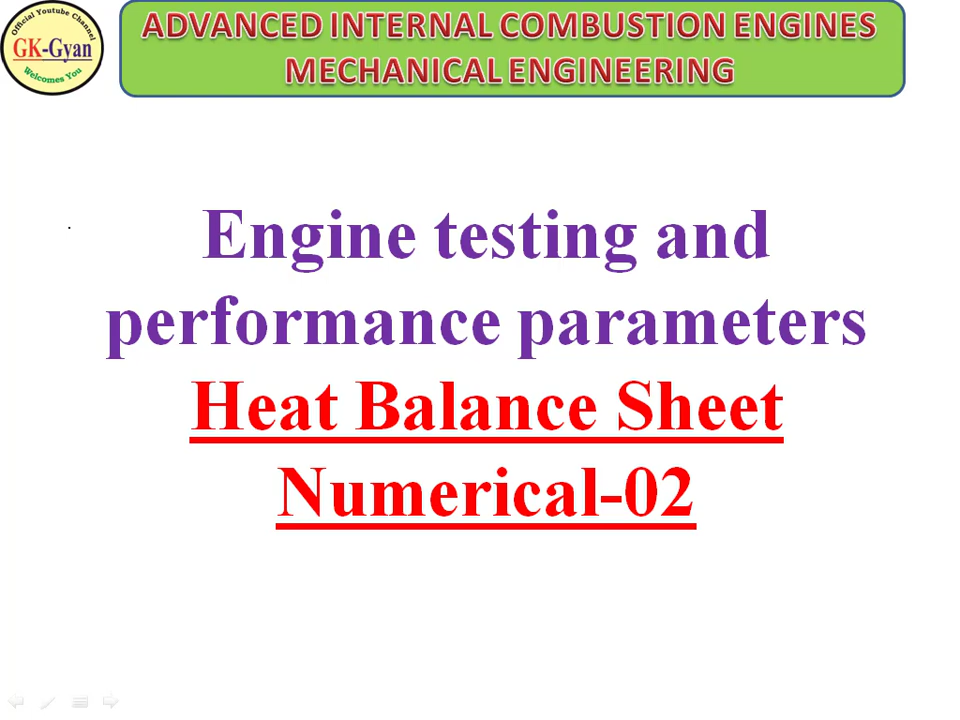 Official Youtube Channel
GK-Gyan
Welcomes You
ADVANCED INTERNAL COMBUSTION ENGINES
MECHANICAL ENGINEERING
Engine testing and
performance parameters
Heat Balance Sheet
Numerical-02